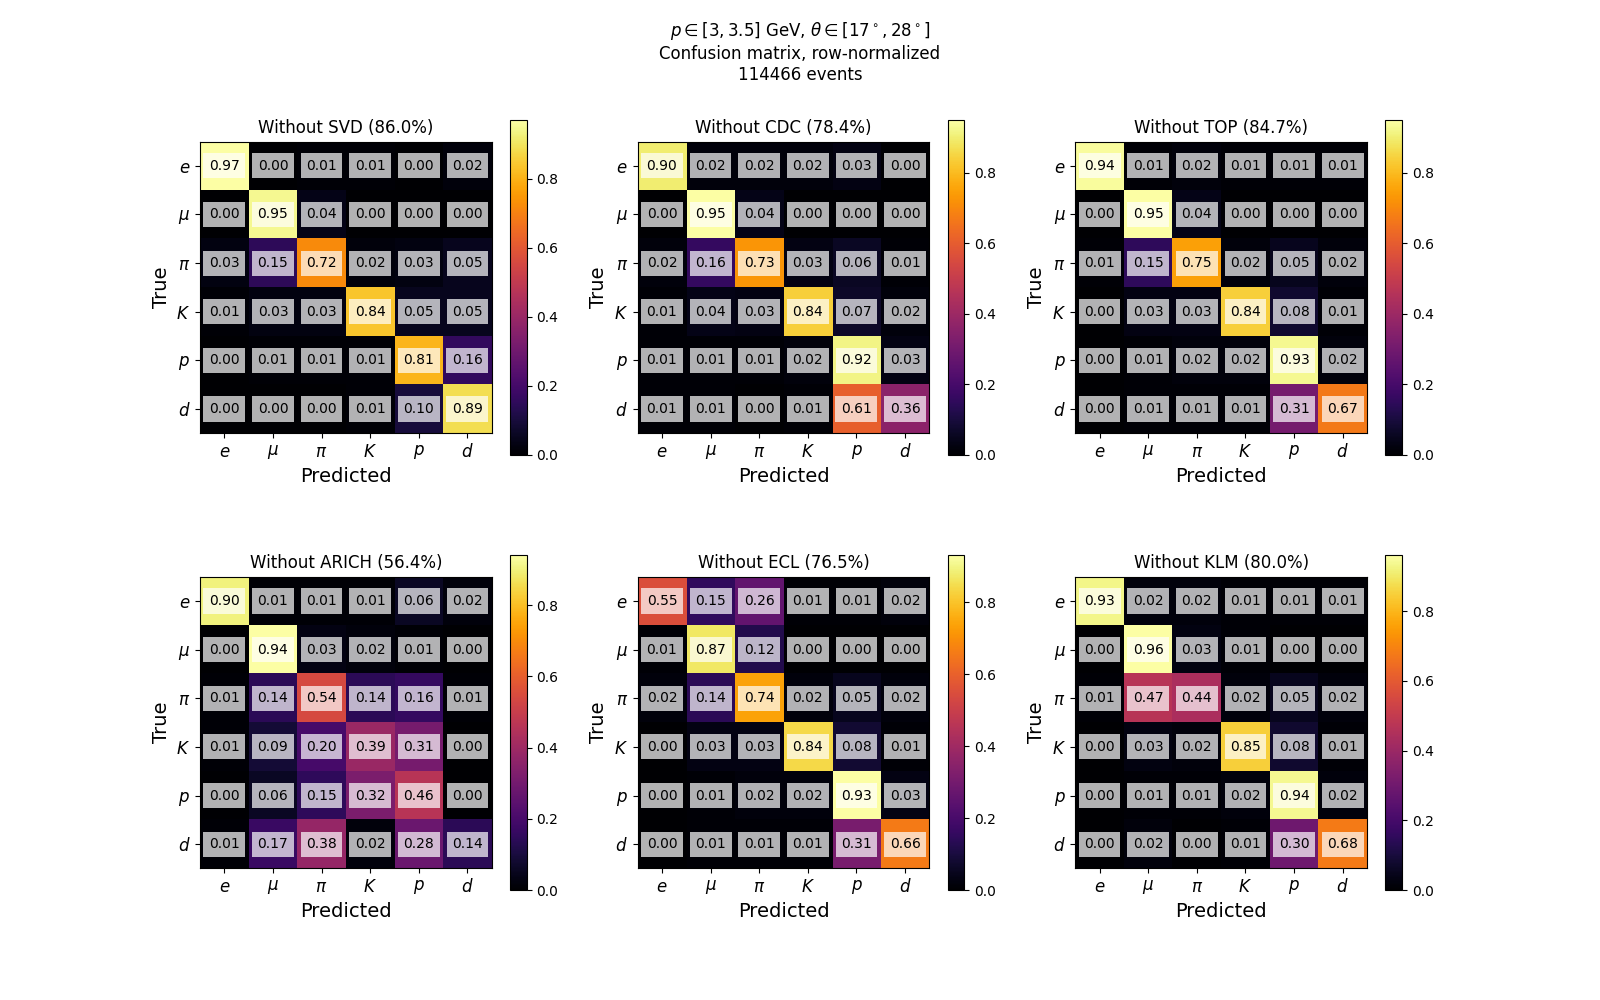 p ∈ [3, 3.5] GeV, θ ∈ [17°, 28°]
Confusion matrix, row-normalized
114466 events
Without SVD (86.0%)
True
e 0.97 0.00 0.01 0.01 0.00 0.02
μ 0.00 0.95 0.04 0.00 0.00 0.00
π 0.03 0.15 0.72 0.02 0.03 0.05
K 0.01 0.03 0.03 0.84 0.05 0.05
p 0.00 0.01 0.01 0.01 0.81 0.16
d 0.00 0.00 0.00 0.01 0.10 0.89
e μ π K p d
Predicted
0.8
0.6
0.4
0.2
0.0
Without CDC (78.4%)
True
e 0.90 0.02 0.02 0.02 0.03 0.00
μ 0.00 0.95 0.04 0.00 0.00 0.00
π 0.02 0.16 0.73 0.03 0.06 0.01
K 0.01 0.04 0.03 0.84 0.07 0.02
p 0.01 0.01 0.01 0.02 0.92 0.03
d 0.01 0.01 0.00 0.01 0.61 0.36
e μ π K p d
Predicted
0.8
0.6
0.4
0.2
0.0
Without TOP (84.7%)
True
e 0.94 0.01 0.02 0.01 0.01 0.01
μ 0.00 0.95 0.04 0.00 0.00 0.00
π 0.01 0.15 0.75 0.02 0.05 0.02
K 0.00 0.03 0.03 0.84 0.08 0.01
p 0.00 0.01 0.02 0.02 0.93 0.02
d 0.00 0.01 0.01 0.01 0.31 0.67
e μ π K p d
Predicted
0.8
0.6
0.4
0.2
0.0
Without ARICH (56.4%)
True
e 0.90 0.01 0.01 0.01 0.06 0.02
μ 0.00 0.94 0.03 0.02 0.01 0.00
π 0.01 0.14 0.54 0.14 0.16 0.01
K 0.01 0.09 0.20 0.39 0.31 0.00
p 0.00 0.06 0.15 0.32 0.46 0.00
d 0.01 0.17 0.38 0.02 0.28 0.14
e μ π K p d
Predicted
0.8
0.6
0.4
0.2
0.0
Without ECL (76.5%)
True
e 0.55 0.15 0.26 0.01 0.01 0.02
μ 0.01 0.87 0.12 0.00 0.00 0.00
π 0.02 0.14 0.74 0.02 0.05 0.02
K 0.00 0.03 0.03 0.84 0.08 0.01
p 0.00 0.01 0.02 0.02 0.93 0.03
d 0.00 0.01 0.01 0.01 0.31 0.66
e μ π K p d
Predicted
0.8
0.6
0.4
0.2
0.0
Without KLM (80.0%)
True
e 0.93 0.02 0.02 0.01 0.01 0.01
μ 0.00 0.96 0.03 0.01 0.00 0.00
π 0.01 0.47 0.44 0.02 0.05 0.02
K 0.00 0.03 0.02 0.85 0.08 0.01
p 0.00 0.01 0.01 0.02 0.94 0.02
d 0.00 0.02 0.00 0.01 0.30 0.68
e μ π K p d
Predicted
0.8
0.6
0.4
0.2
0.0